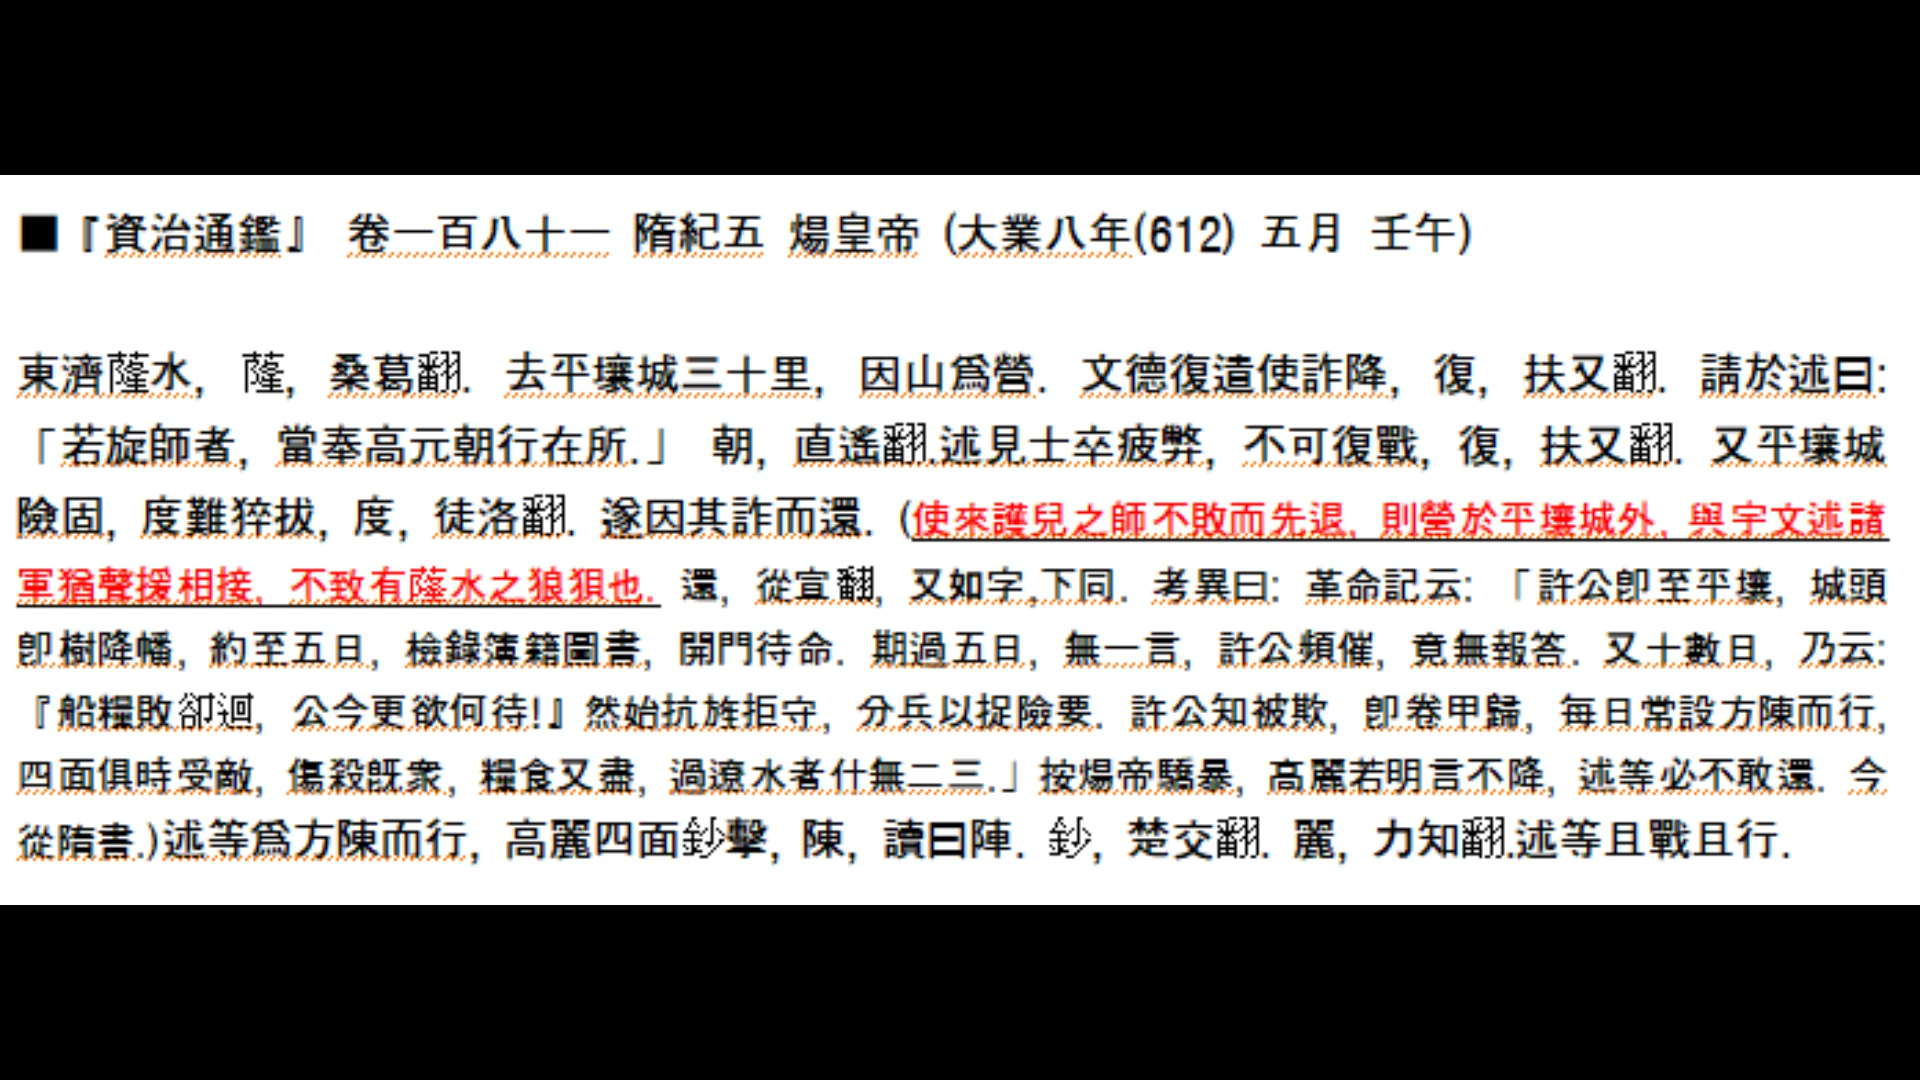 ■『資治通鑑』 卷一百八十一 隋紀五 煬皇帝 (大業八年(612) 五月 壬午)
東濟薩水, 薩, 桑葛翻. 去平壤城三十里, 因山爲營. 文德復遣使詐降, 復, 扶又翻. 請於述曰:
「若旋師者, 當奉高元朝行在所.」 朝, 直遙翻.述見士卒疲弊, 不可復戰, 復, 扶又翻. 又平壤城
險固, 度難猝拔, 度, 徒洛翻. 遂因其詐而還. (使來護兒之師不敗而先退, 則營於平壤城外, 與宇文述諸
軍猶聲援相接, 不致有薩水之狼狽也. 還, 從宣翻, 又如字,下同. 考異曰: 革命記云: 「許公卽至平壤, 城頭
卽樹降幡, 約至五日, 檢錄簿籍圖書, 開門待命. 期過五日, 無一言, 許公頻催, 竟無報答. 又十數日, 乃云:
『船糧敗卻迴, 公今更欲何待!』然始抗旌拒守, 分兵以捉險要. 許公知被欺, 卽卷甲歸, 每日常設方陳而行,
四面俱時受敵, 傷殺旣衆, 糧食又盡, 過遼水者什無二三.」按煬帝驕暴, 高麗若明言不降, 述等必不敢還. 今
從隋書.)述等爲方陳而行, 高麗四面鈔擊, 陳, 讀曰陣. 鈔, 楚交翻. 麗, 力知翻.述等且戰且行.